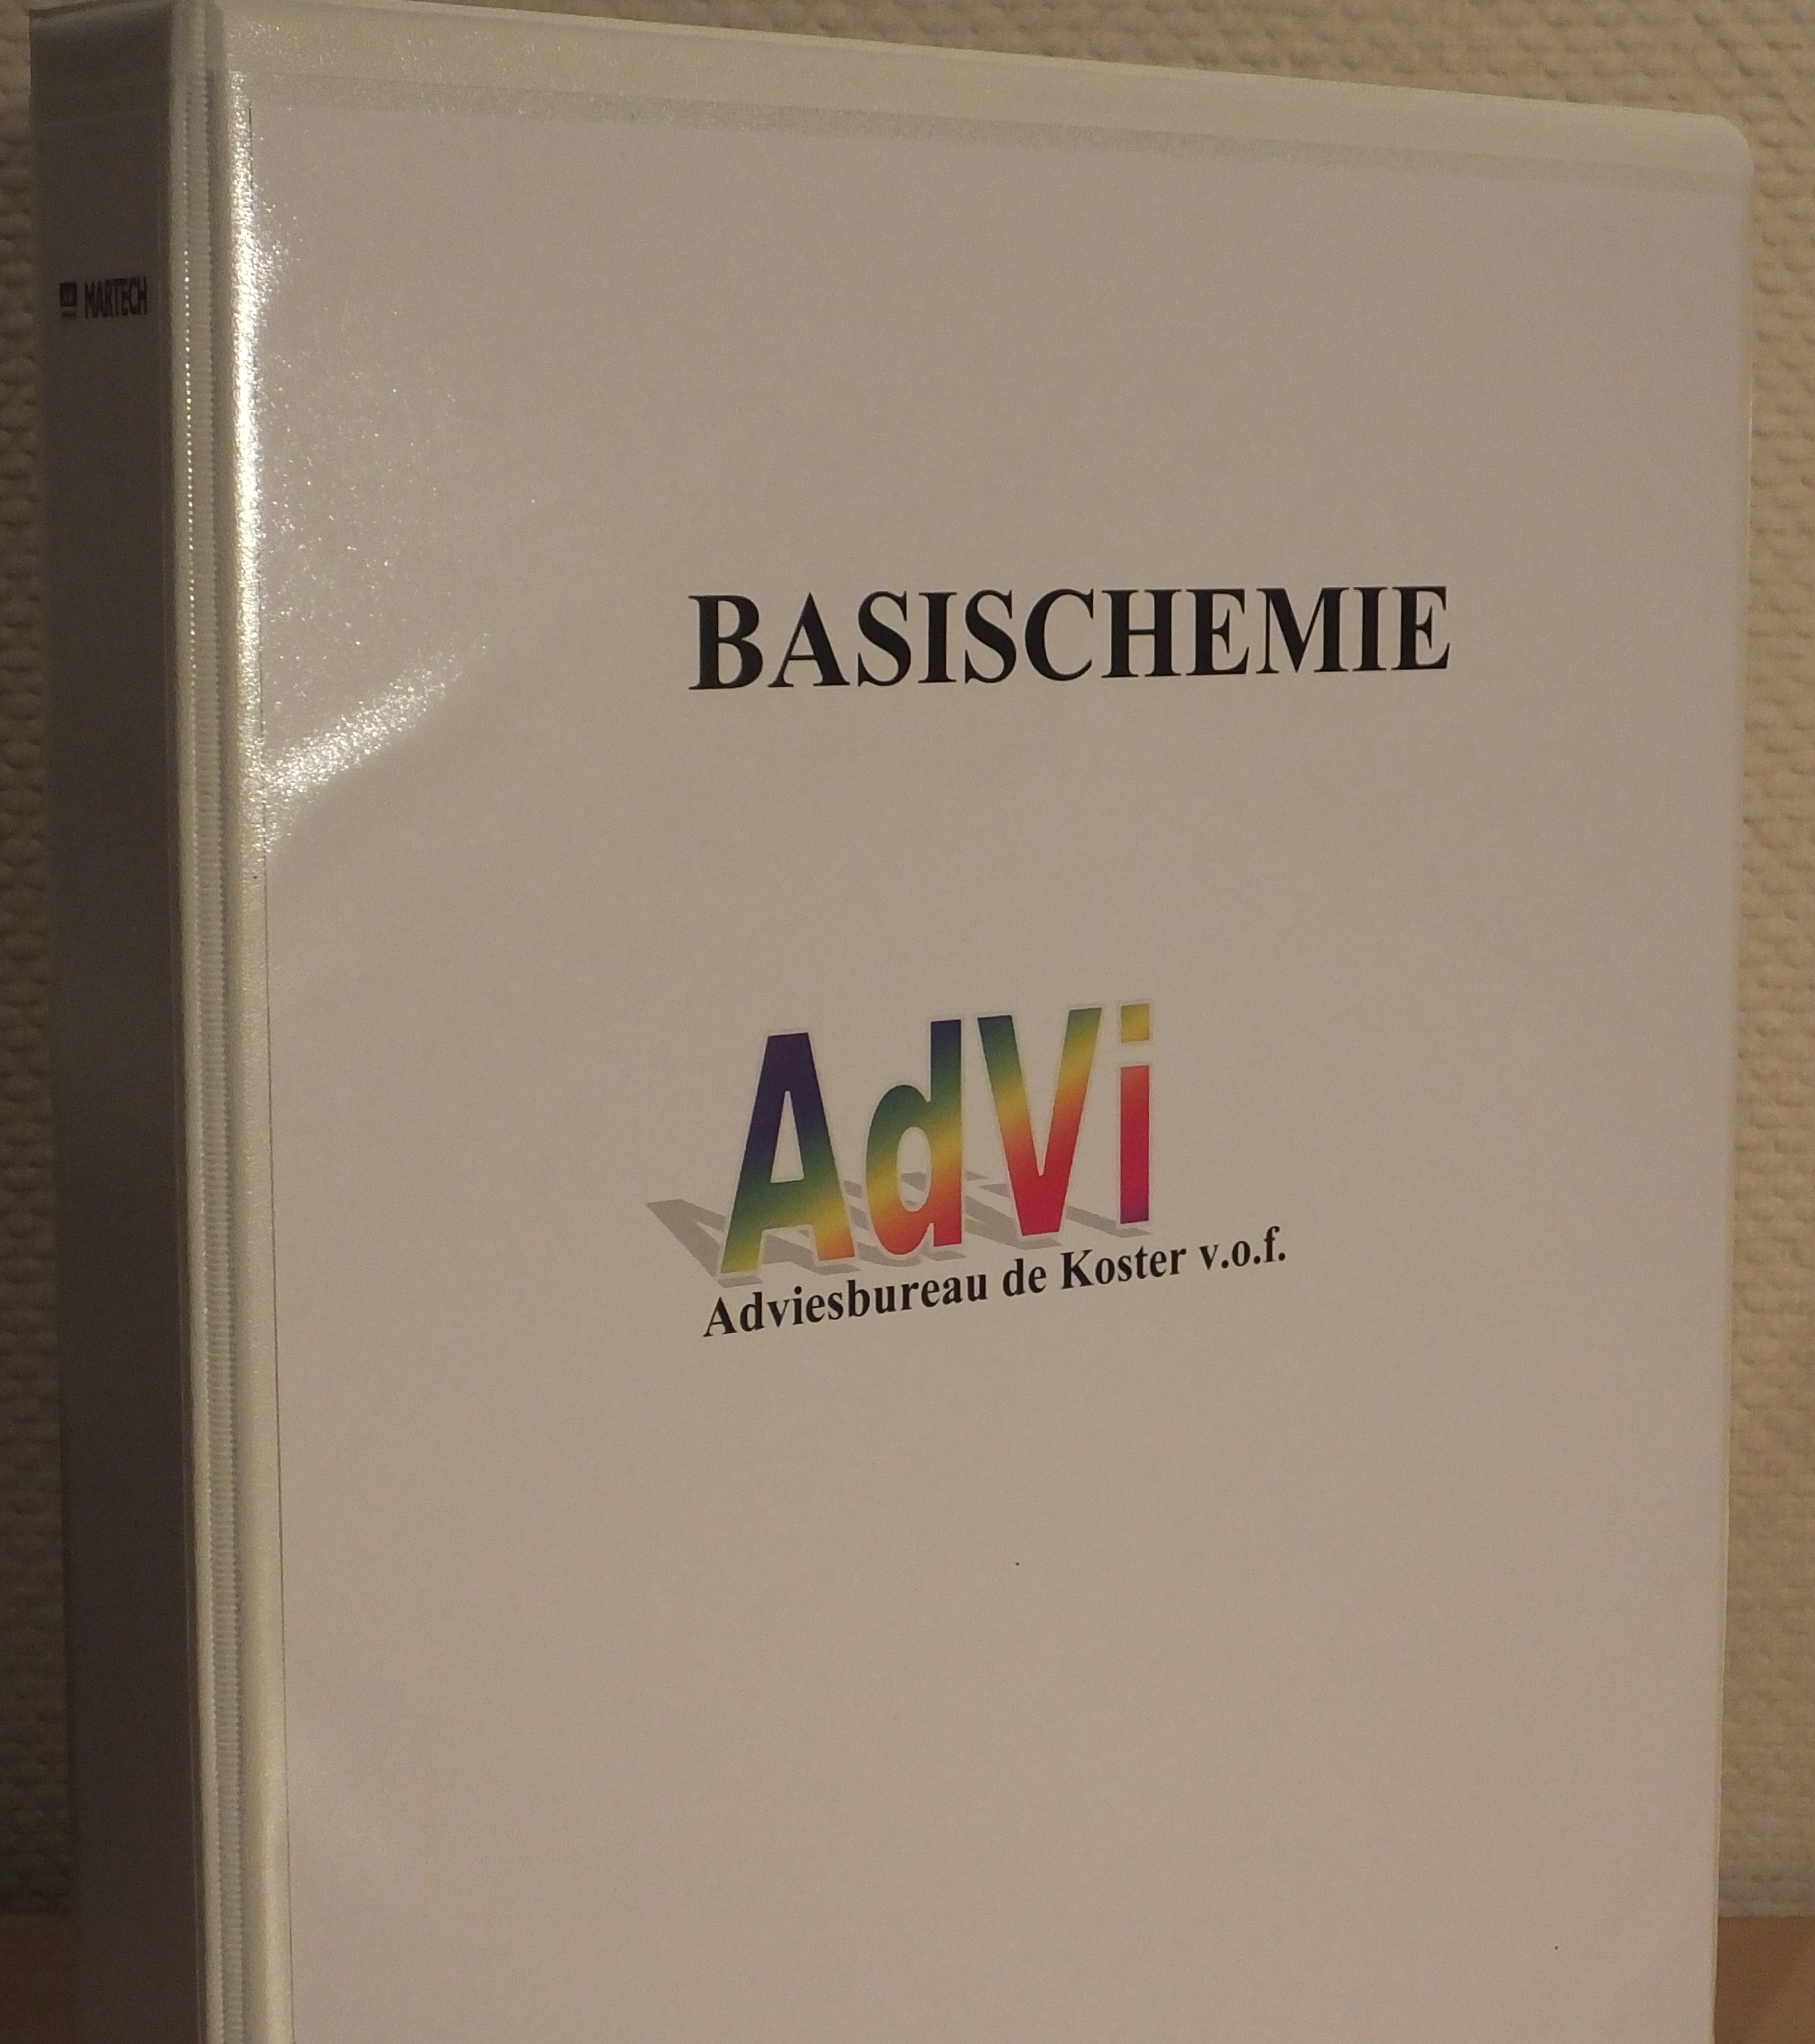 MARTECH
BASISCHEMIE
AdVi
Adviesbureau de Koster v.o.f.